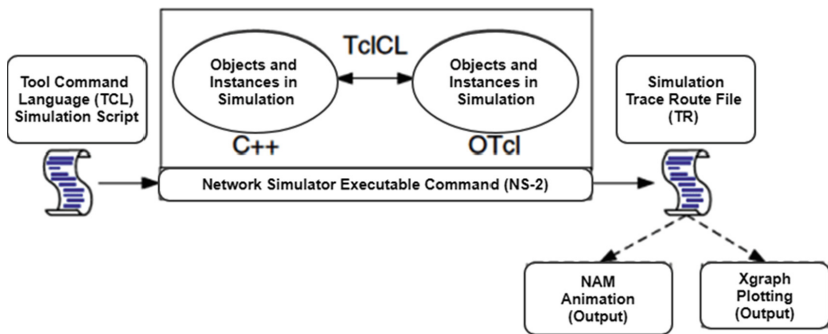 Tool Command
Language (TCL)
Simulation Script
Objects and
Instances in
Simulation
C++
TclCL
Objects and
Instances in
Simulation
OTcl
Network Simulator Executable Command (NS-2)
Simulation
Trace Route File
(TR)
NAM
Animation
(Output)
Xgraph
Plotting
(Output)